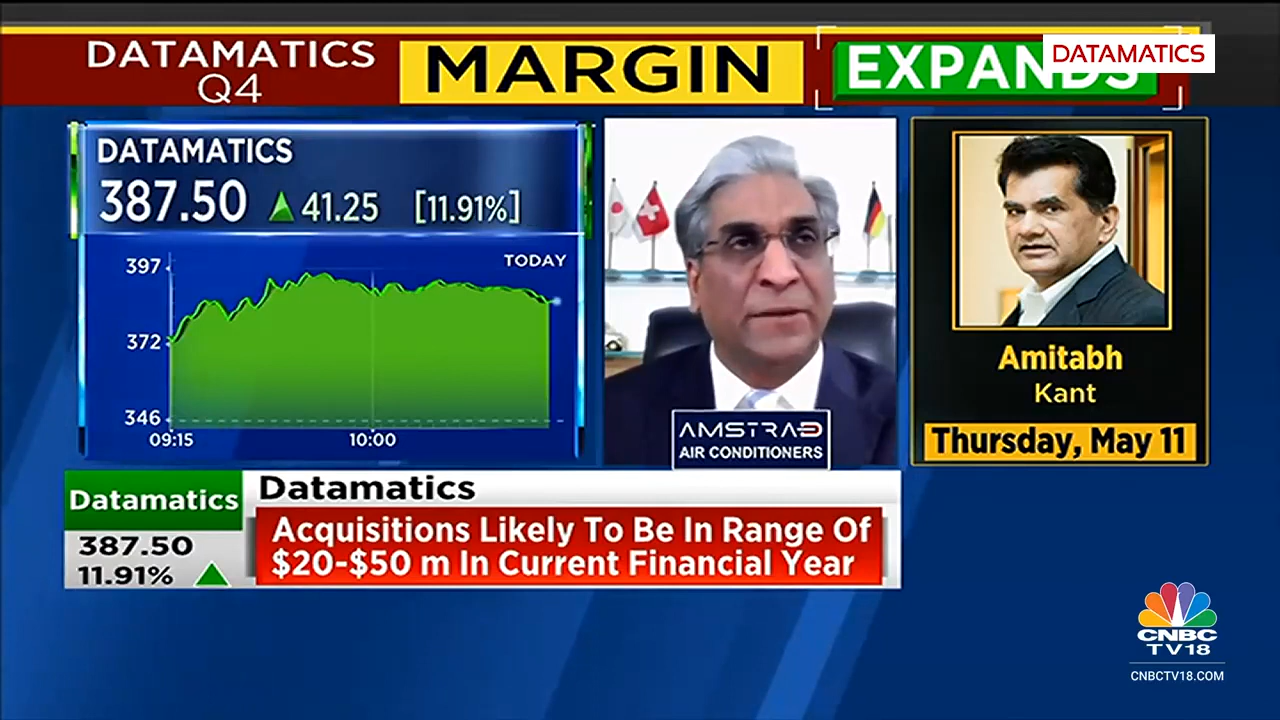 DATAMATICS
Q4
MARGIN
EXPANDS
DATAMATICS
DATAMATICS
387.50 ▲ 41.25 [11.91%]
TODAY
397
372
346
09:15 10:00
AMSTRAD
AIR CONDITIONERS
Amitabh
Kant
Thursday, May 11
Datamatics
387.50
11.91% ▲
Datamatics
Acquisitions Likely To Be In Range Of
$20-$50 m In Current Financial Year
CNBC
TV18
CNBCTV18.COM